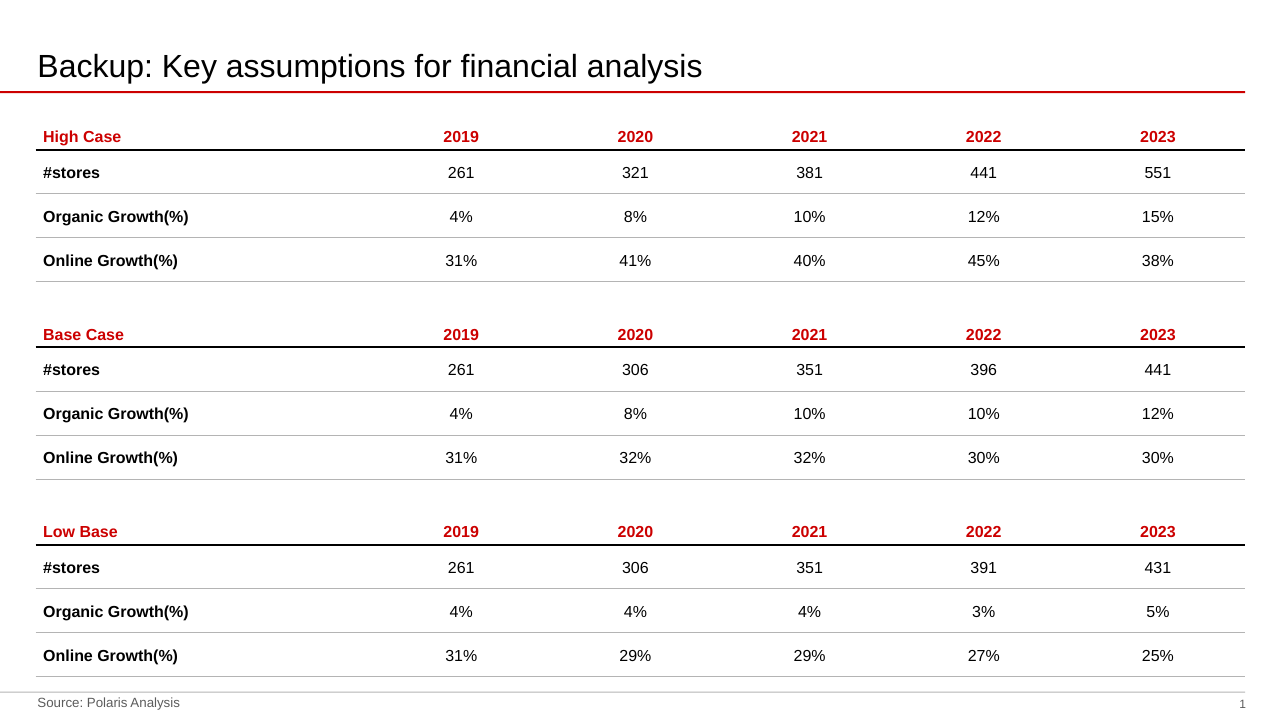 Backup: Key assumptions for financial analysis
High Case 2019 2020 2021 2022 2023
#stores 261 321 381 441 551
Organic Growth(%) 4% 8% 10% 12% 15%
Online Growth(%) 31% 41% 40% 45% 38%
Base Case 2019 2020 2021 2022 2023
#stores 261 306 351 396 441
Organic Growth(%) 4% 8% 10% 10% 12%
Online Growth(%) 31% 32% 32% 30% 30%
Low Base 2019 2020 2021 2022 2023
#stores 261 306 351 391 431
Organic Growth(%) 4% 4% 4% 3% 5%
Online Growth(%) 31% 29% 29% 27% 25%
Source: Polaris Analysis 1